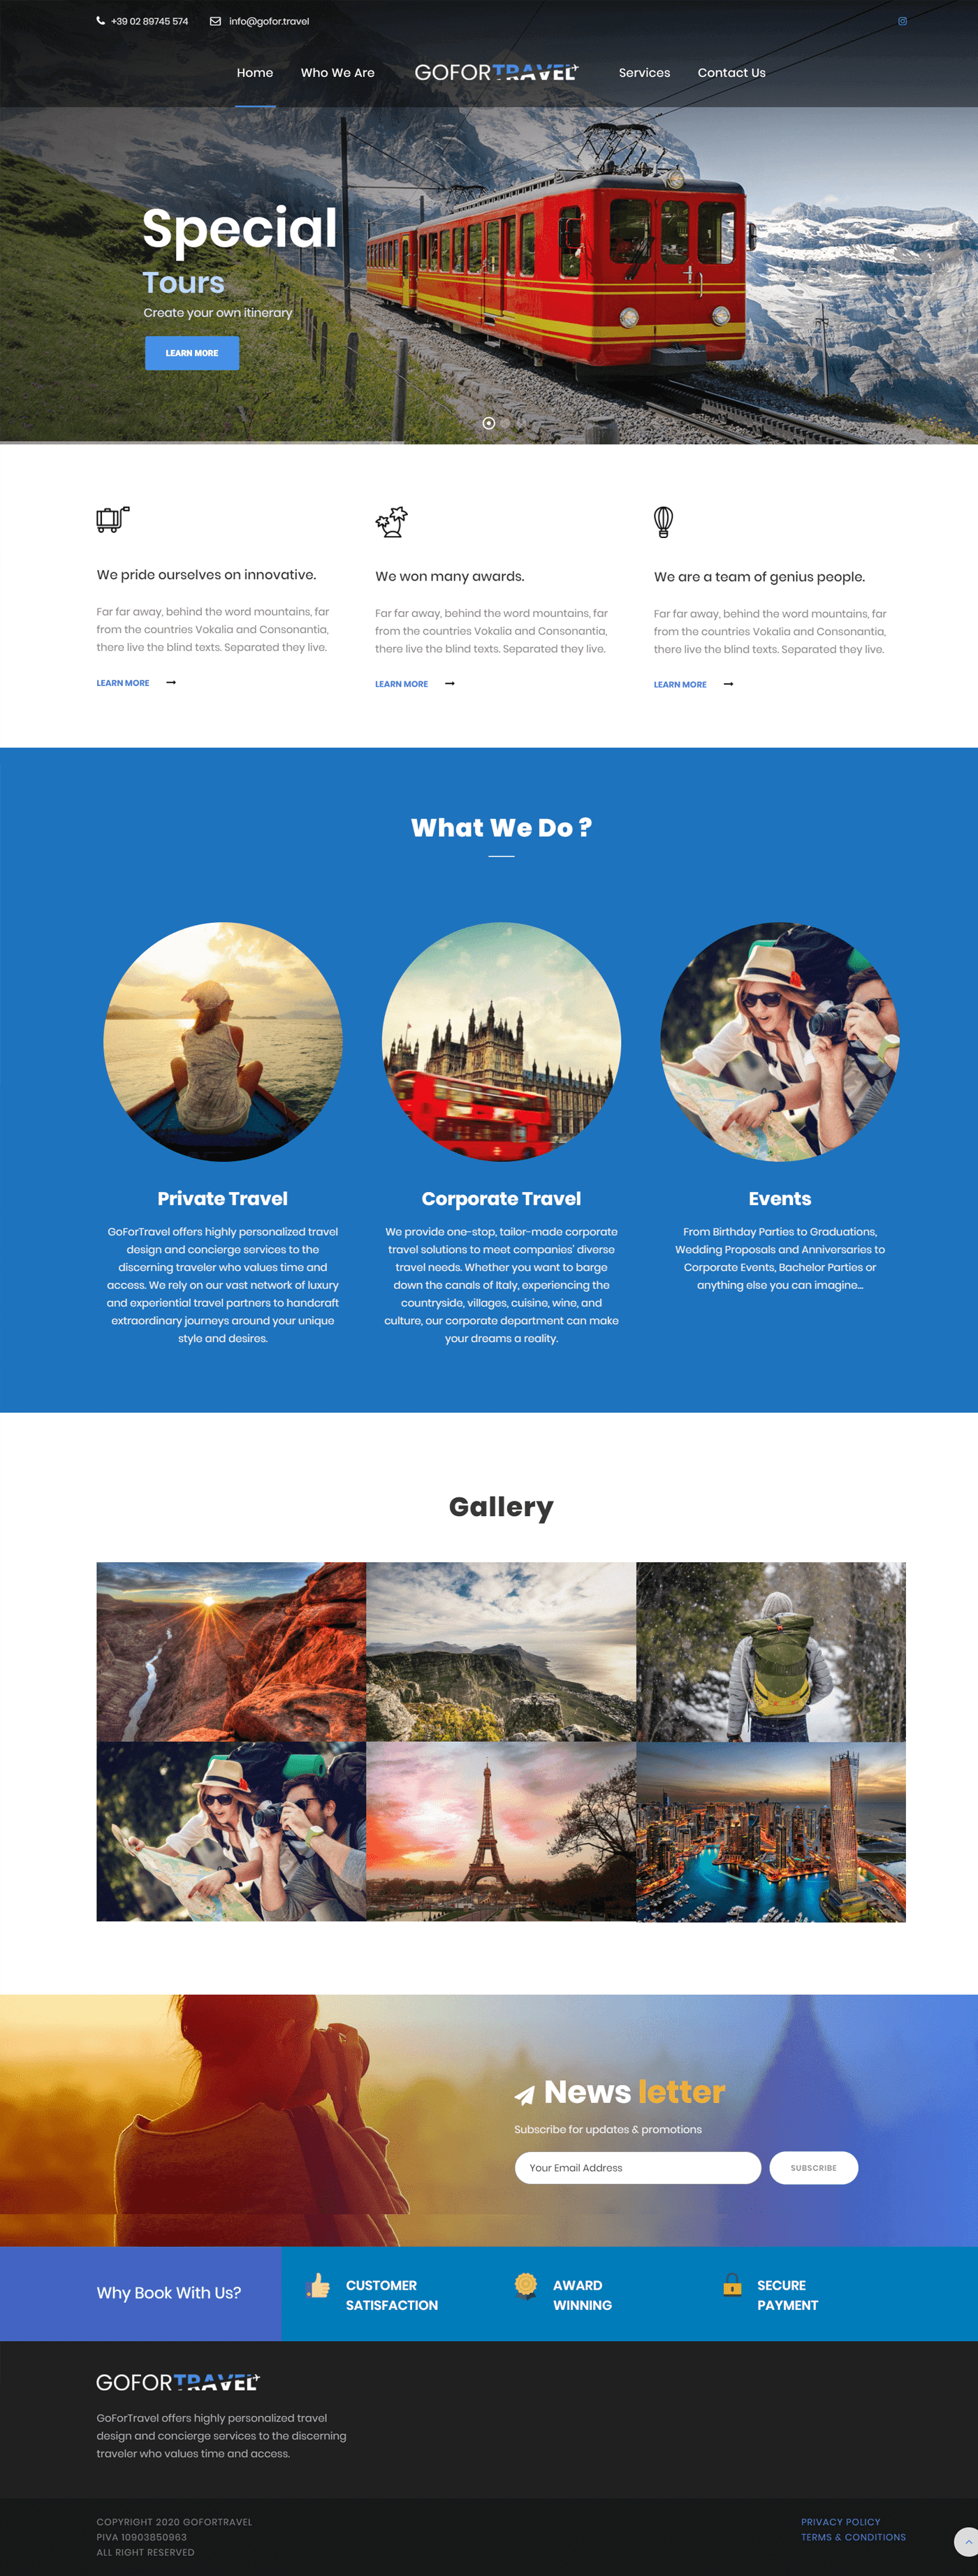 +39 02 89745 574 info@gofor.travel
Home Who We Are GOFORTRAVEL Services Contact Us
Special
Tours
Create your own itinerary
LEARN MORE
We pride ourselves on innovative.
Far far away, behind the word mountains, far
from the countries Vokalia and Consonantia,
there live the blind texts. Separated they live.
LEARN MORE
We won many awards.
Far far away, behind the word mountains, far
from the countries Vokalia and Consonantia,
there live the blind texts. Separated they live.
LEARN MORE
We are a team of genius people.
Far far away, behind the word mountains, far
from the countries Vokalia and Consonantia,
there live the blind texts. Separated they live.
LEARN MORE
What We Do ?
Private Travel
GoForTravel offers highly personalized travel
design and concierge services to the
discerning traveler who values time and
access. We rely on our vast network of luxury
and experiential travel partners to handcraft
extraordinary journeys around your unique
style and desires.
Corporate Travel
We provide one-stop, tailor-made corporate
travel solutions to meet companies' diverse
travel needs. Whether you want to barge
down the canals of Italy, experiencing the
countryside, villages, cuisine, wine, and
culture, our corporate department can make
your dreams a reality.
Events
From Birthday Parties to Graduations,
Wedding Proposals and Anniversaries to
Corporate Events, Bachelor Parties or
anything else you can imagine...
Gallery
News letter
Subscribe for updates & promotions
Your Email Address SUBSCRIBE
Why Book With Us?
CUSTOMER
SATISFACTION
AWARD
WINNING
SECURE
PAYMENT
GOFORTRAVEL
GoForTravel offers highly personalized travel
design and concierge services to the discerning
traveler who values time and access.
COPYRIGHT 2020 GOFORTRAVEL
PIVA 10903850963
ALL RIGHT RESERVED
PRIVACY POLICY
TERMS & CONDITIONS